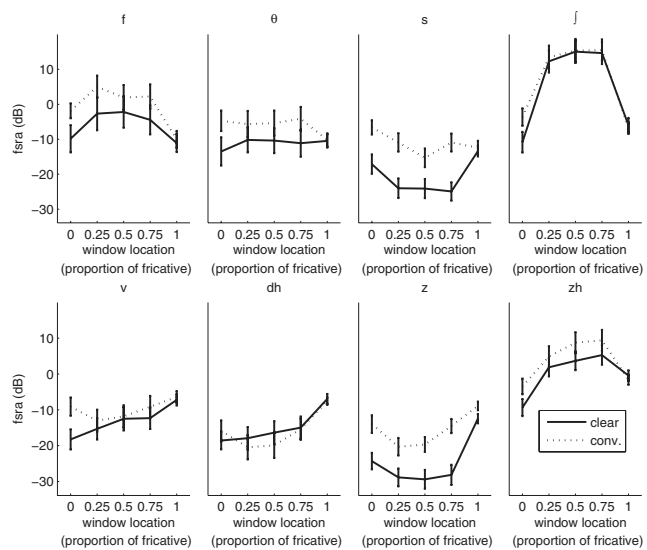 f θ s ʃ
10
0
−10
−20
−30
fsra (dB)
0 0.25 0.5 0.75 1 0 0.25 0.5 0.75 1 0 0.25 0.5 0.75 1 0 0.25 0.5 0.75 1
window location window location window location window location
(proportion of fricative) (proportion of fricative) (proportion of fricative) (proportion of fricative)
v dh z zh
10
0
−10
−20
−30
fsra (dB)
clear
conv.
0 0.25 0.5 0.75 1 0 0.25 0.5 0.75 1 0 0.25 0.5 0.75 1 0 0.25 0.5 0.75 1
window location window location window location window location
(proportion of fricative) (proportion of fricative) (proportion of fricative) (proportion of fricative)